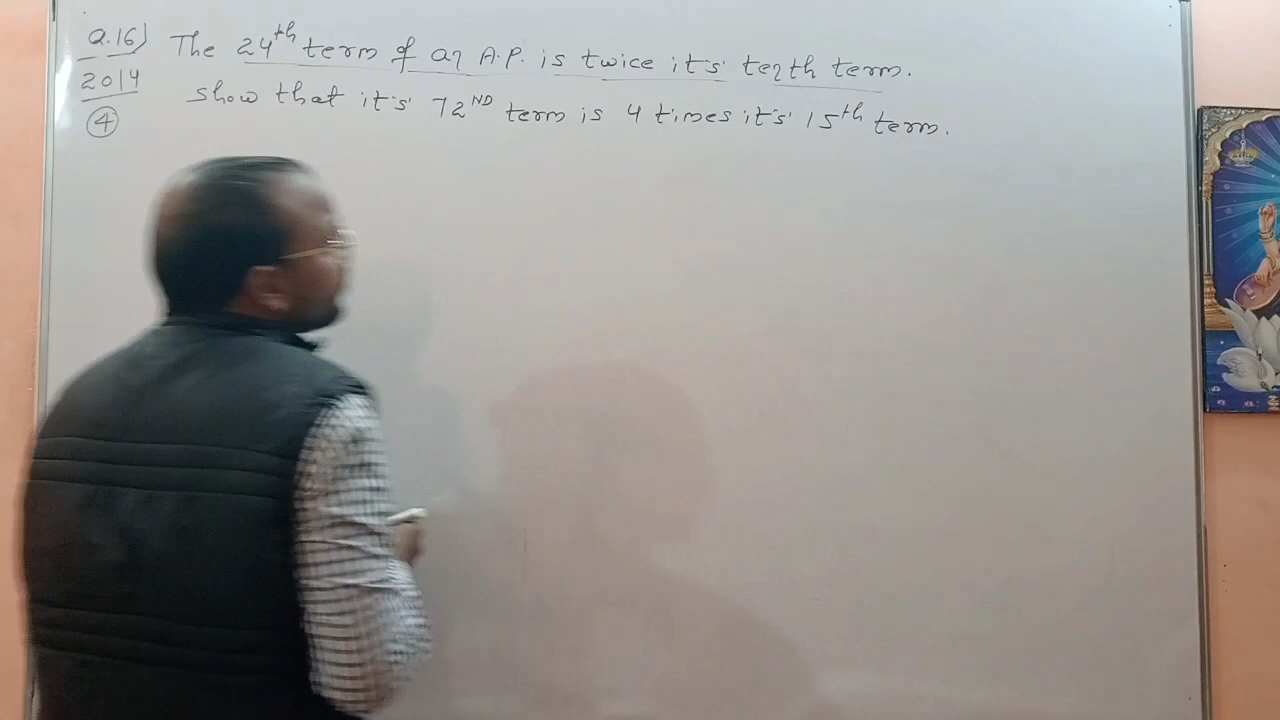 Q.16) The 24th term of an A.P. is twice it's tenth term.
2014 show that it's 72ND term is 4 times it's 15th term.
4